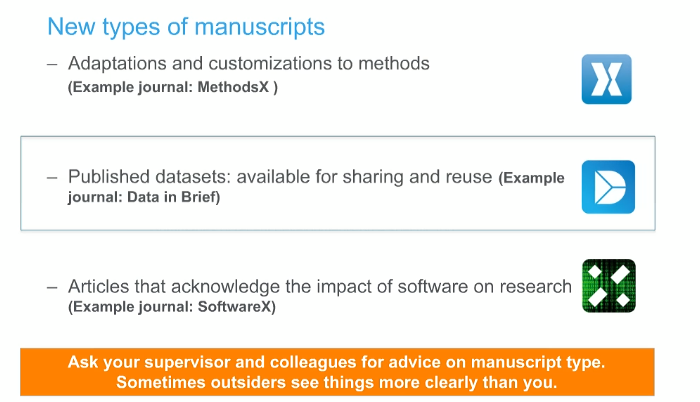 New types of manuscripts
– Adaptations and customizations to methods
(Example journal: MethodsX )
– Published datasets: available for sharing and reuse (Example
journal: Data in Brief)
– Articles that acknowledge the impact of software on research
(Example journal: SoftwareX)
Ask your supervisor and colleagues for advice on manuscript type.
Sometimes outsiders see things more clearly than you.